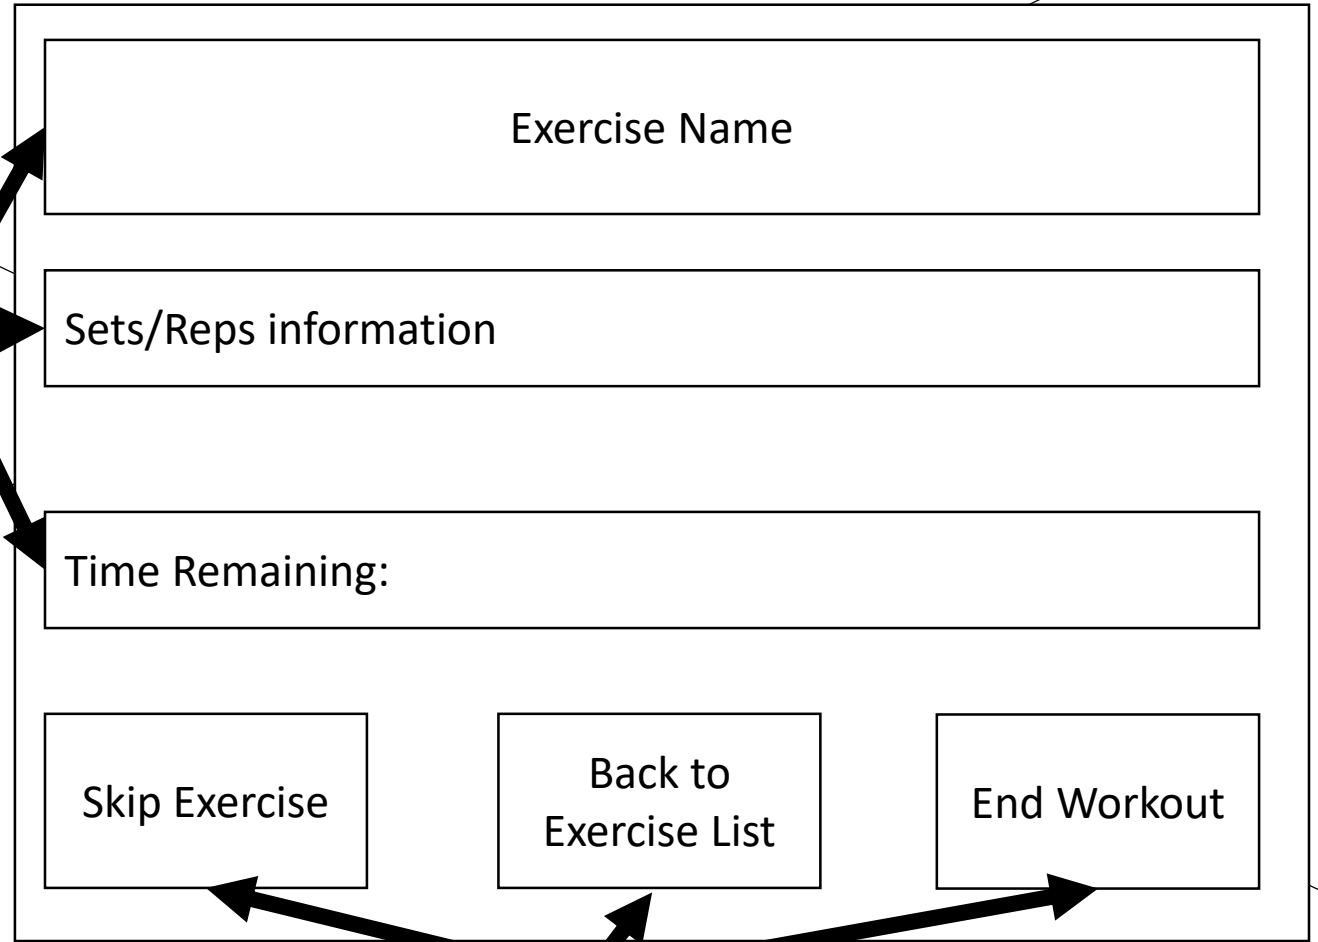 Exercise Name
Sets/Reps information
Time Remaining:
Skip Exercise
Back to
Exercise List
End Workout